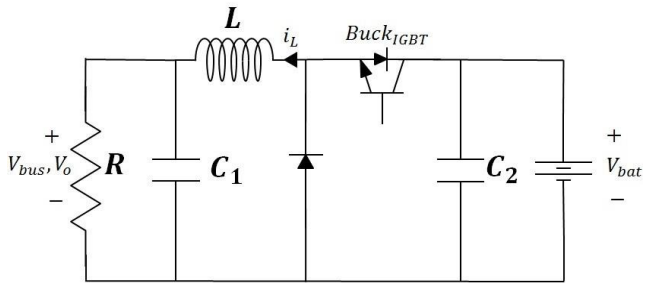 L
i_L
Buck_IGBT
+
V_bus, V_o
−
R
C_1
C_2
+
V_bat
−